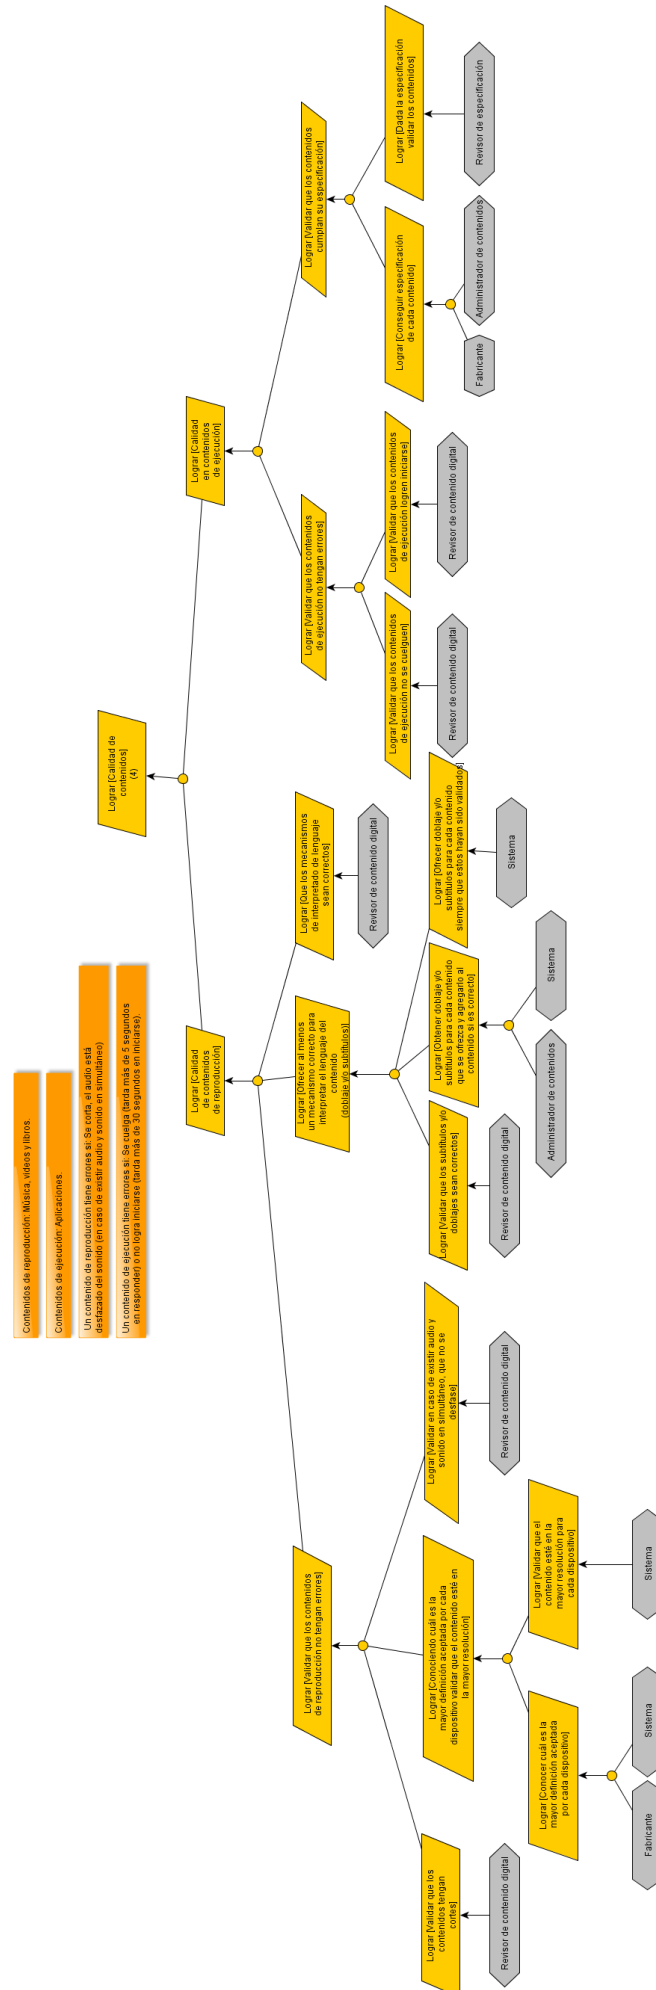 Contenidos de reproducción: Música, videos y libros.
Contenidos de ejecución: Aplicaciones.
Un contenido de reproducción tiene errores si: Se corta, el audio está
desfazado del sonido (en caso de existir audio y sonido en simultáneo)
Un contenido de ejecución tiene errores si: Se cuelga (tarda más de 5 segundos
en responder) o no logra iniciarse (tarda más de 30 segundos en iniciarse).
Lograr [Calidad de
contenidos]
(4)
Lograr [Calidad
de contenidos
de reproducción]
Lograr [Calidad
en contenidos
de ejecución]
Lograr [Validar que los contenidos
de reproducción no tengan errores]
Lograr [Ofrecer al menos
un mecanismo correcto para
interpretar el lenguaje del
contenido
(doblaje y/o subtítulos)]
Lograr [Que los mecanismos
de interpretado de lenguaje
sean correctos]
Revisor de contenido digital
Lograr [Validar que los contenidos
de ejecución no tengan errores]
Lograr [Validar que los contenidos
cumplan su especificación]
Lograr [Validar que los
contenidos tengan
cortes]
Revisor de contenido digital
Lograr [Conociendo cuál es la
mayor definición aceptada por cada
dispositivo validar que el contenido esté en
la mayor resolución]
Lograr [Validar en caso de existir audio y
sonido en simultáneo, que no se
desfase]
Revisor de contenido digital
Lograr [Conocer cuál es la
mayor definición aceptada
por cada dispositivo]
Fabricante
Sistema
Lograr [Validar que el
contenido esté en la
mayor resolución para
cada dispositivo]
Sistema
Lograr [Validar que los subtítulos y/o
doblajes sean correctos]
Revisor de contenido digital
Lograr [Obtener doblaje y/o
subtítulos para cada contenido
que se ofrezca y agregarlo al
contenido si es correcto]
Administrador de contenidos
Sistema
Lograr [Ofrecer doblaje y/o
subtítulos para cada contenido
siempre que estos hayan sido validados]
Sistema
Lograr [Validar que los contenidos
de ejecución no se cuelguen]
Revisor de contenido digital
Lograr [Validar que los contenidos
de ejecución logren iniciarse]
Revisor de contenido digital
Lograr [Conseguir especificación
de cada contenido]
Fabricante
Administrador de contenidos
Lograr [Dada la especificación
validar los contenidos]
Revisor de especificación